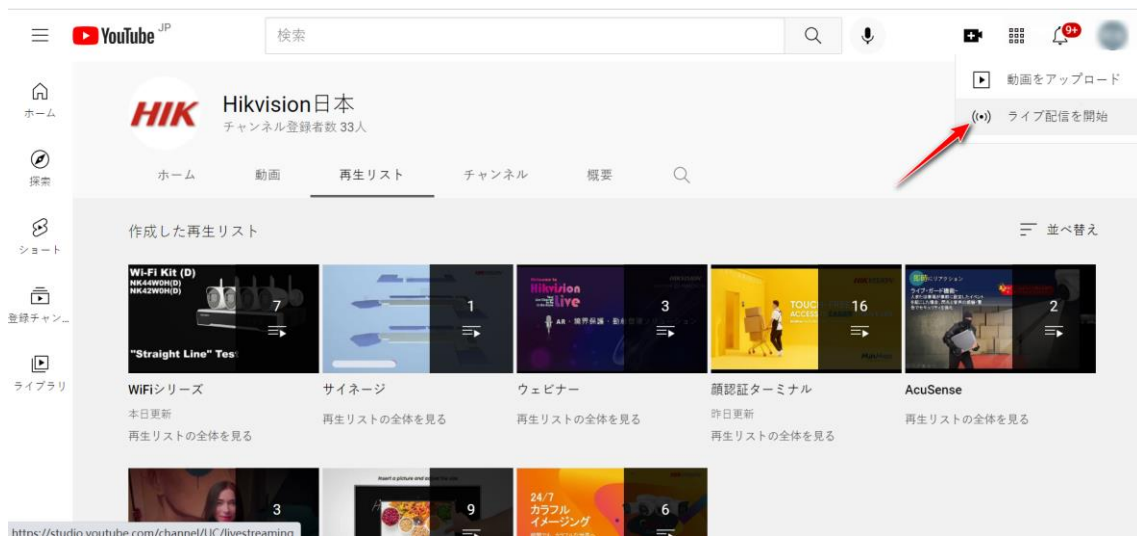 YouTube JP
検索
9+
動画をアップロード
ライブ配信を開始
ホーム
探索
ショート
登録チャン...
ライブラリ
HIK
Hikvision日本
チャンネル登録者数 33人
ホーム 動画 再生リスト チャンネル 概要
作成した再生リスト
並べ替え
Wi-Fi Kit (D)
NK44W0H(D)
NK42W0H(D)
"Straight Line" Test
7
1
Hikvision
Live
3
TOUCH-FREE
ACCESS
16
2
WiFiシリーズ
本日更新
再生リストの全体を見る
サイネージ
再生リストの全体を見る
ウェビナー
再生リストの全体を見る
顔認証ターミナル
昨日更新
再生リストの全体を見る
AcuSense
再生リストの全体を見る
3
9
24/7
カラフル
イメージング
6
https://studio.youtube.com/channel/UC/livestreaming